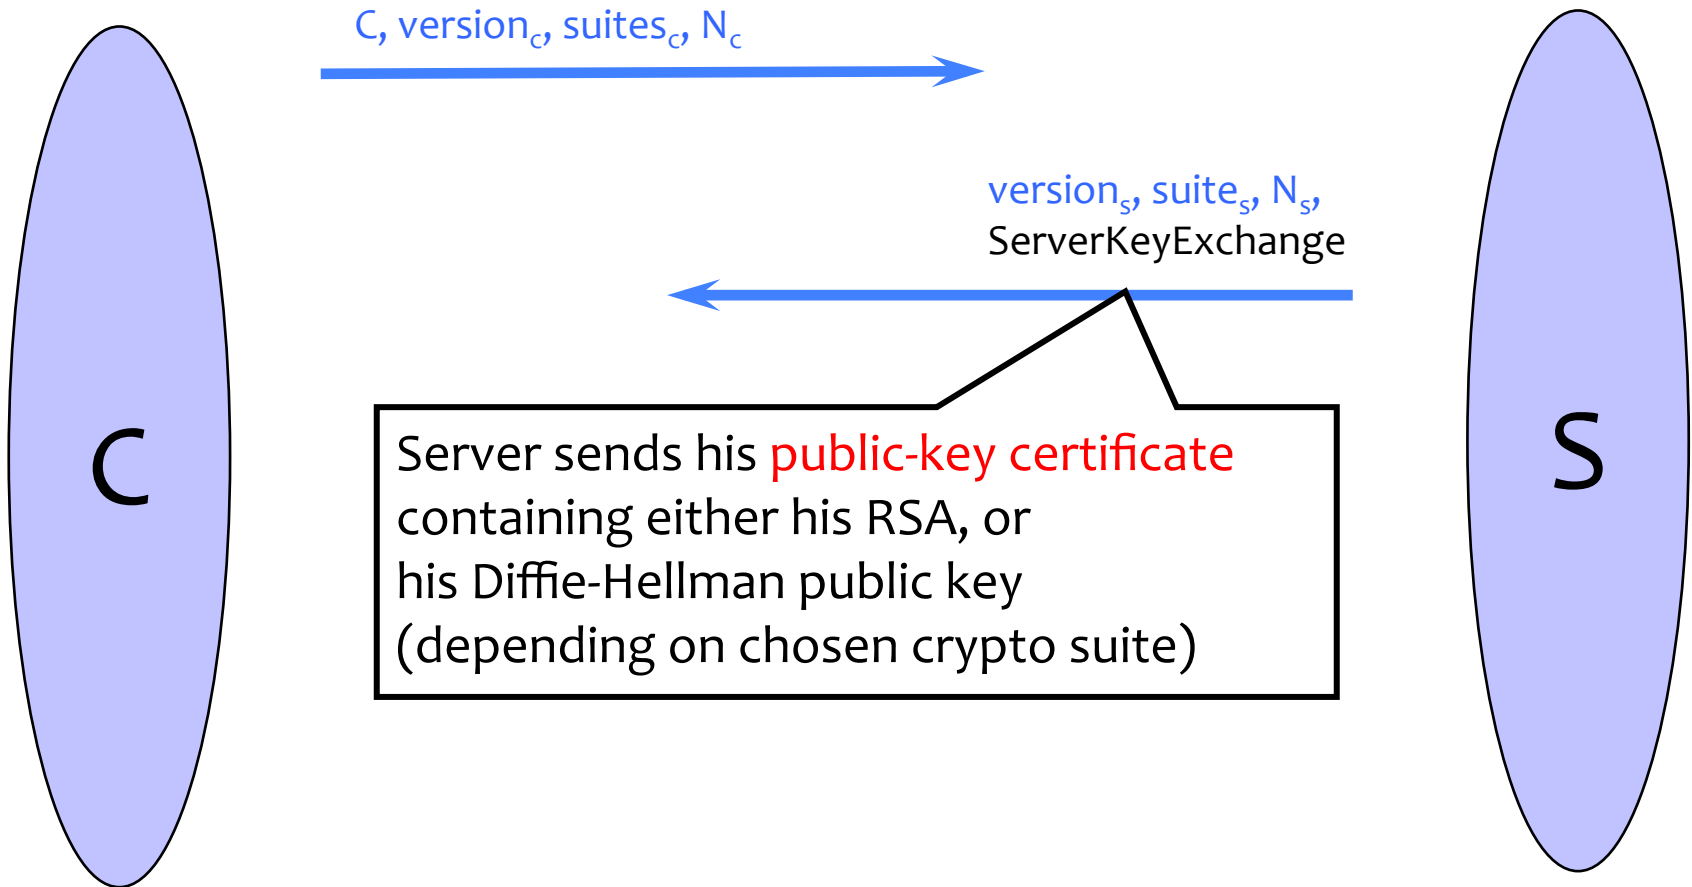 C, version_c, suites_c, N_c
version_s, suite_s, N_s,
ServerKeyExchange
C
S
Server sends his public-key certificate
containing either his RSA, or
his Diffie-Hellman public key
(depending on chosen crypto suite)